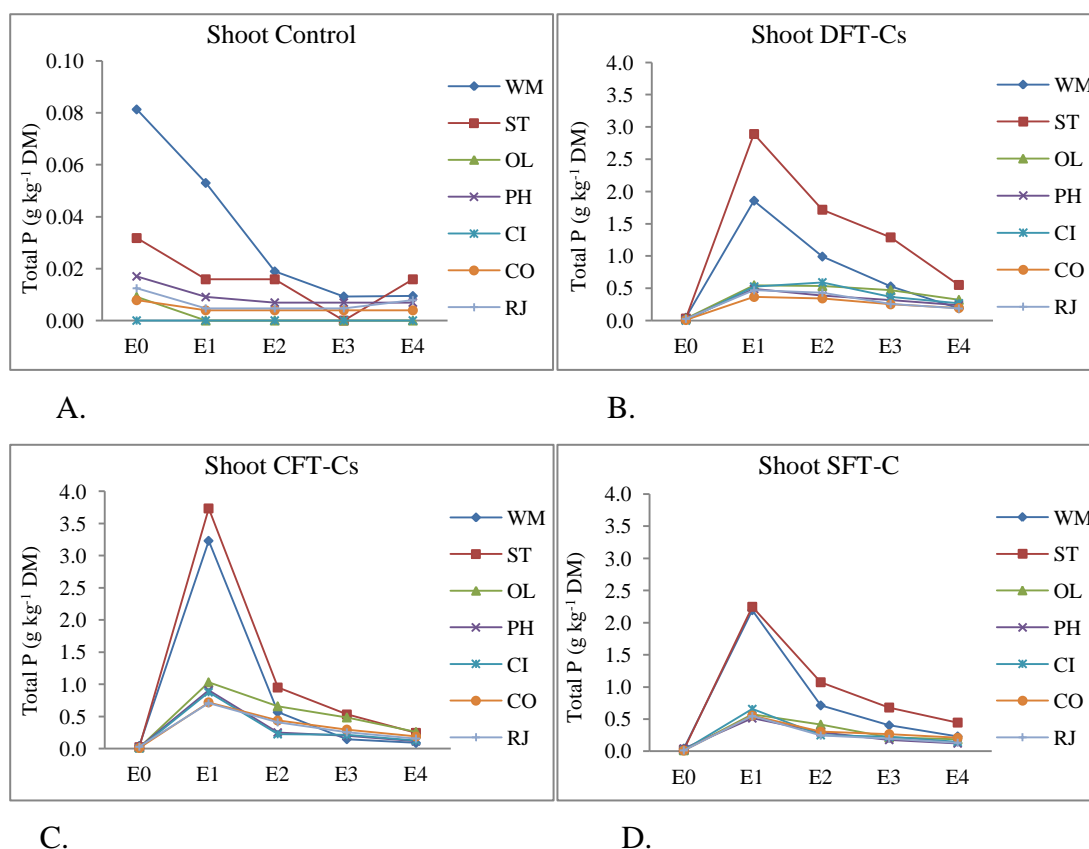 Shoot Control
Total P (g kg-1 DM)
0.10
0.08
0.06
0.04
0.02
0.00
E0 E1 E2 E3 E4
WM
ST
OL
PH
CI
CO
RJ
A.
Shoot DFT-Cs
Total P (g kg-1 DM)
4.0
3.5
3.0
2.5
2.0
1.5
1.0
0.5
0.0
E0 E1 E2 E3 E4
WM
ST
OL
PH
CI
CO
RJ
B.
Shoot CFT-Cs
Total P (g kg-1 DM)
4.0
3.5
3.0
2.5
2.0
1.5
1.0
0.5
0.0
E0 E1 E2 E3 E4
WM
ST
OL
PH
CI
CO
RJ
C.
Shoot SFT-C
Total P (g kg-1 DM)
4.0
3.5
3.0
2.5
2.0
1.5
1.0
0.5
0.0
E0 E1 E2 E3 E4
WM
ST
OL
PH
CI
CO
RJ
D.